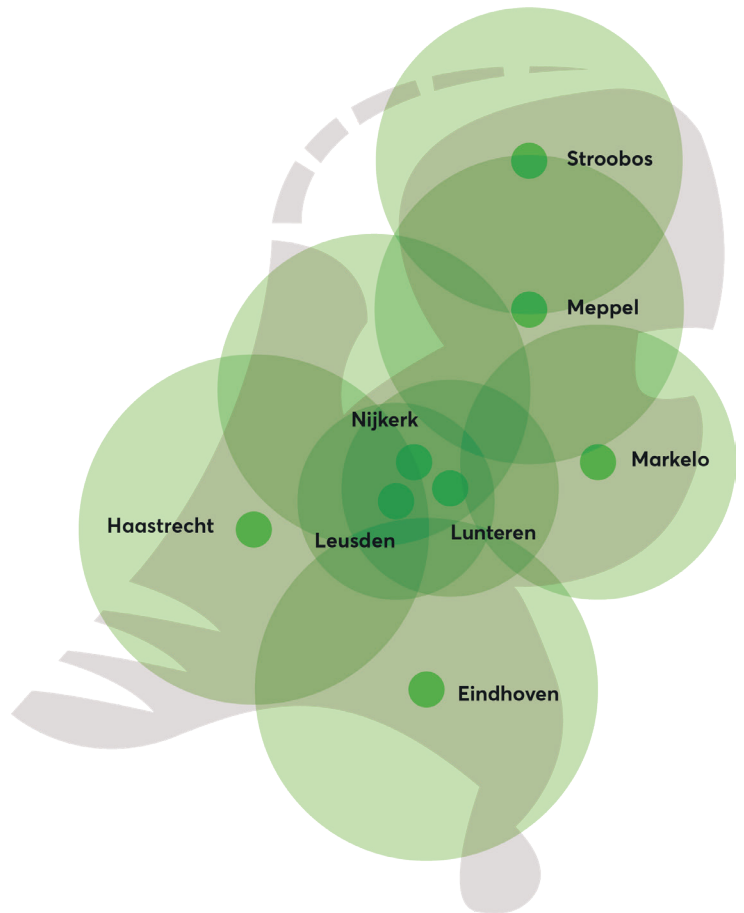 Stroobos
Meppel
Nijkerk
Markelo
Haastrecht
Leusden
Lunteren
Eindhoven